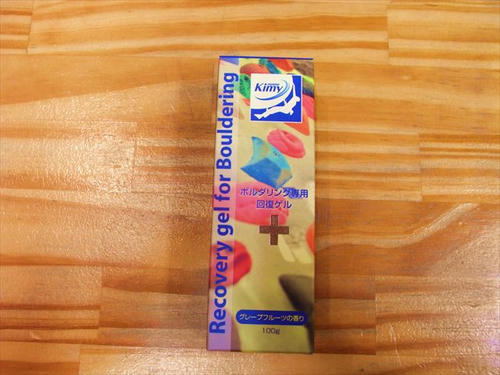 Kimy
Recovery gel for Bouldering
ボルダリング専用
回復ゲル
グレープフルーツの香り
100g